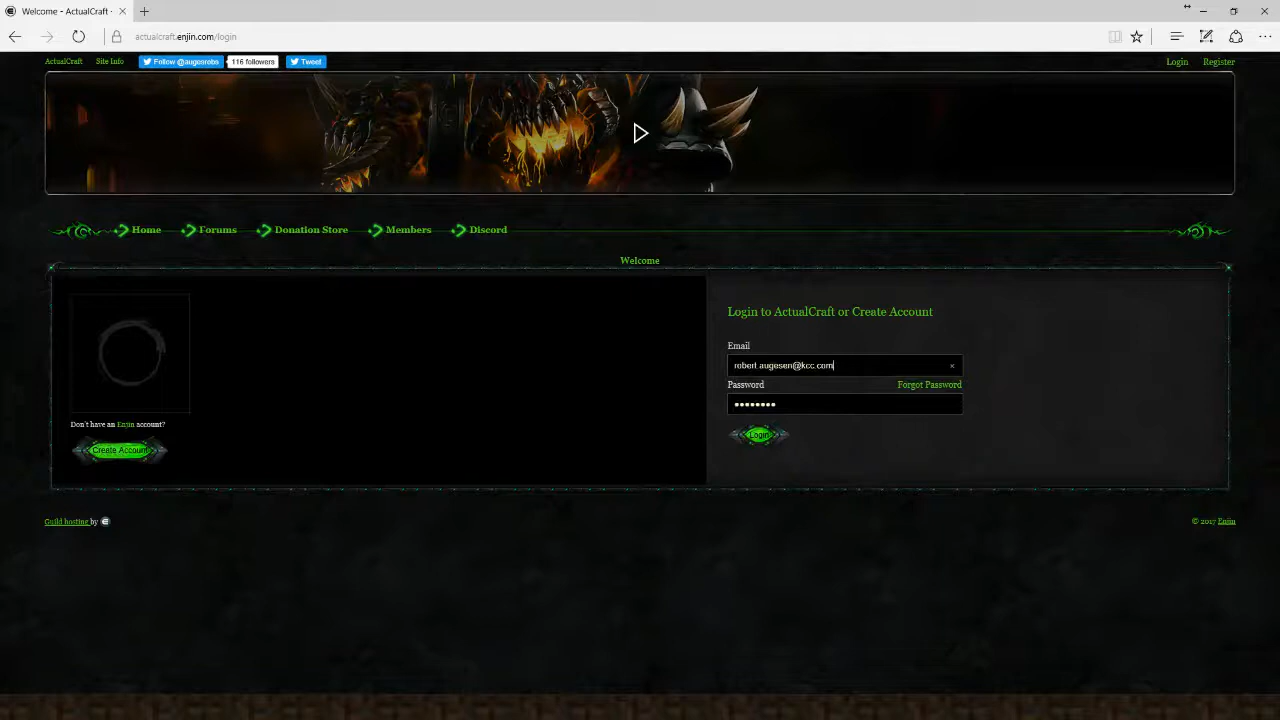 Welcome - ActualCraft -
actualcraft.enjin.com/login
ActualCraft
Site Info
Follow @augesrebs
116 followers
Tweet
Login
Register
Home
Forums
Donation Store
Members
Discord
Welcome
Login to ActualCraft or Create Account
Email
robert.augesen@kcc.com
Password
Forgot Password
••••••••
Login
Don't have an Enjin account?
Create Account
Guild hosting by
© 2017 Enjin